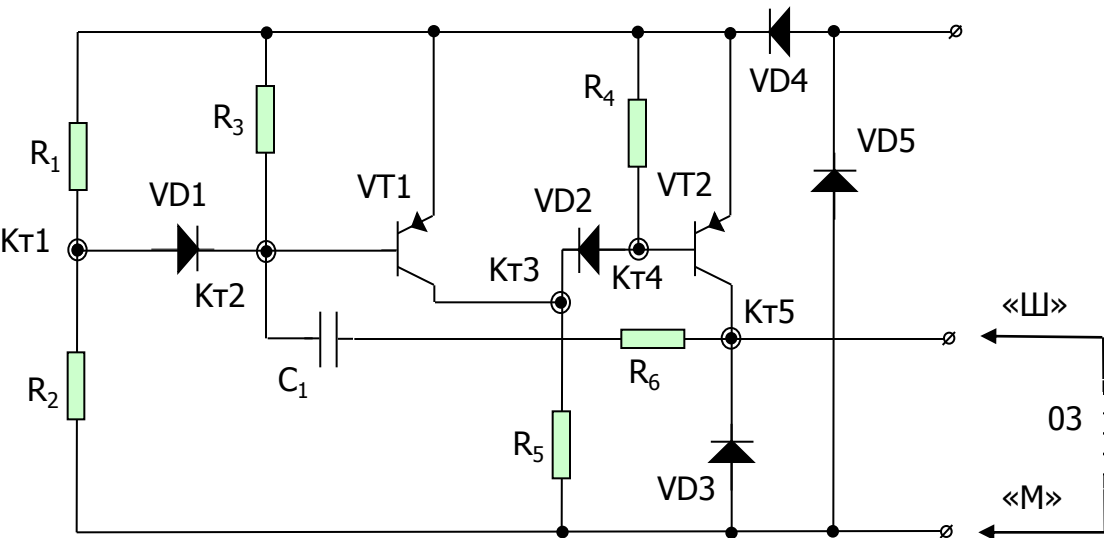 R4
VD4
R3
R1
VD5
VD1
VT1
VD2
VT2
Кт1
Кт2
Кт3
Кт4
Кт5
«Ш»
C1
R6
R2
03
R5
VD3
«М»